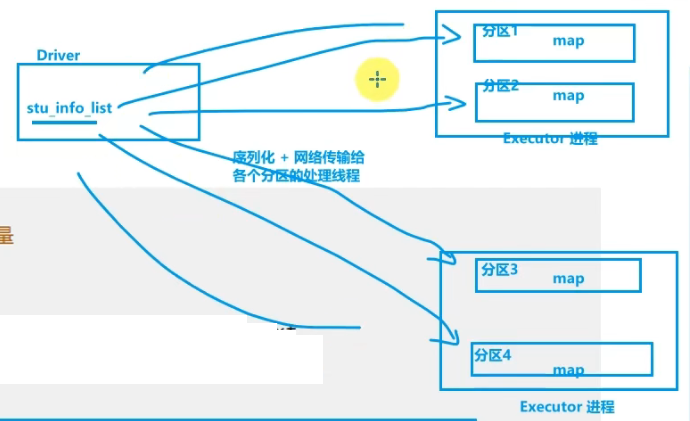 Driver
stu_info_list
分区1
map
分区2
map
Executor 进程
序列化 + 网络传输给
各个分区的处理线程
量
分区3
map
分区4
map
Executor 进程